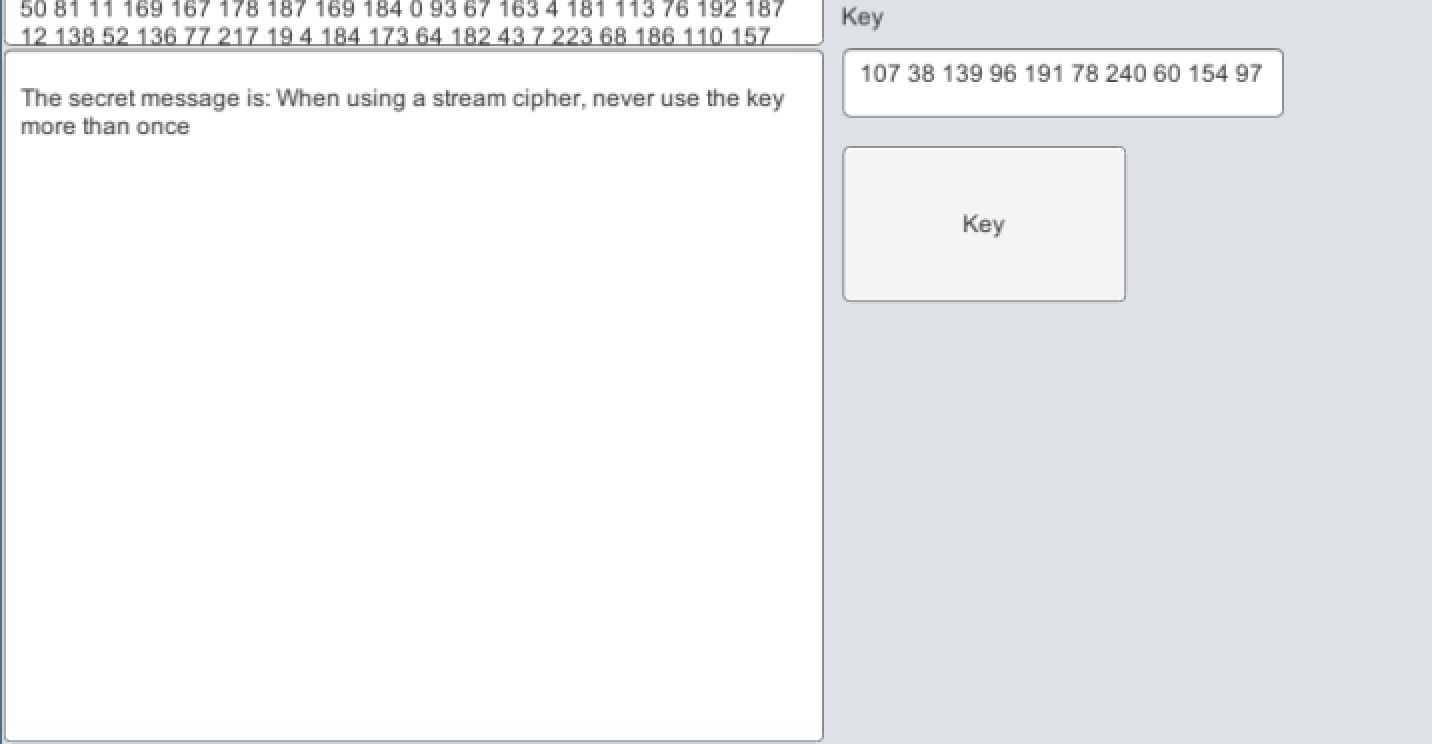 50 81 11 169 167 178 187 169 184 0 93 67 163 4 181 113 76 192 187
12 138 52 136 77 217 19 4 184 173 64 182 43 7 223 68 186 110 157
The secret message is: When using a stream cipher, never use the key
more than once
Key
107 38 139 96 191 78 240 60 154 97
Key